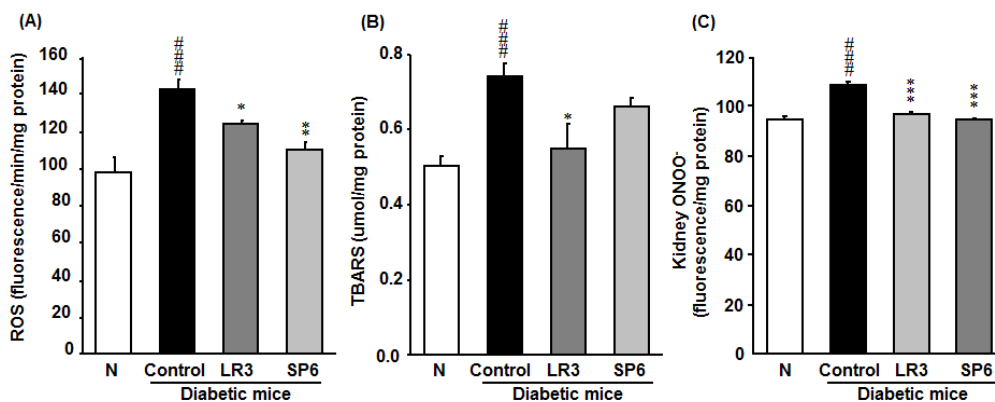 (A)
ROS (fluorescence/min/mg protein)
160
140
120
100
80
60
40
20
0
###
*
**
N Control LR3 SP6
Diabetic mice
(B)
TBARS (umol/mg protein)
0.8
0.6
0.4
0.2
0.0
###
*
N Control LR3 SP6
Diabetic mice
(C)
Kidney ONOO-
(fluorescence/mg protein)
120
100
80
60
40
20
0
###
***
***
N Control LR3 SP6
Diabetic mice